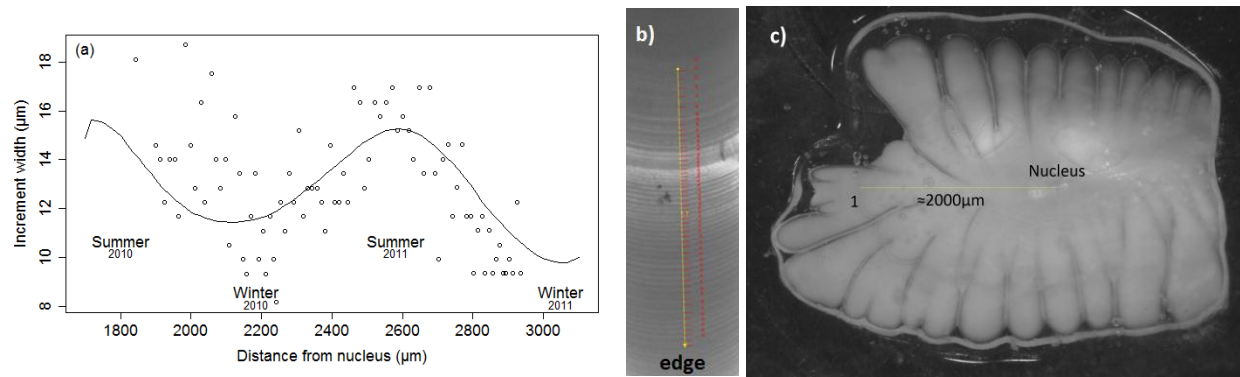 (a)
Increment width (µm)
18
16
14
12
10
8
Summer
2010
Winter
2010
Summer
2011
Winter
2011
1800
2000
2200
2400
2600
2800
3000
Distance from nucleus (µm)
b)
edge
c)
Nucleus
1
≈2000µm